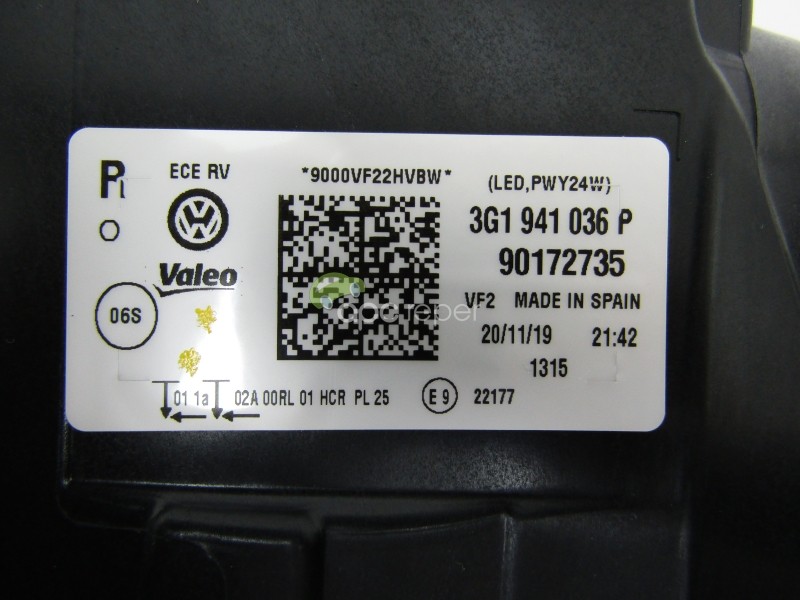 P
ECE RV
*9000VF22HVBW*
(LED,PWY24W)
O
3G1 941 036 P
Valeo
90172735
VF2 MADE IN SPAIN
06S
20/11/19 21:42
1315
01 1a 02A 00RL 01 HCR PL 25 E9 22177